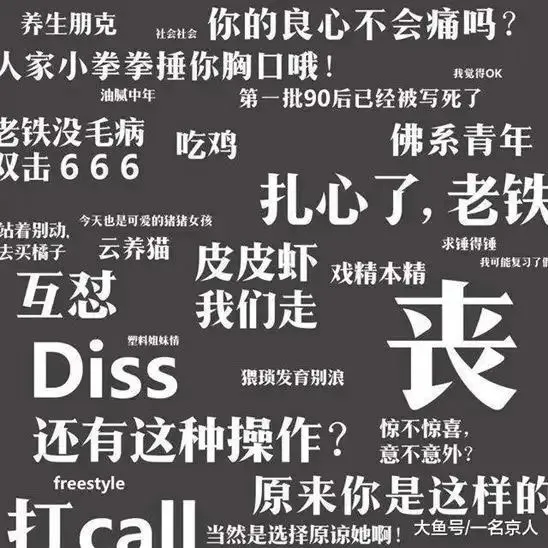 养生朋克
社会社会
你的良心不会痛吗？
人家小拳拳捶你胸口哦！
我觉得OK
油腻中年
第一批90后已经被写死了
老铁没毛病
双击666
吃鸡
佛系青年
扎心了，老铁
站着别动，
去买橘子
今天也是可爱的猪猪女孩
云养猫
求锤得锤
皮皮虾
我们走
戏精本精
我可能复习了
互怼
丧
塑料姐妹情
Diss
猥琐发育别浪
还有这种操作？
惊不惊喜，
意不意外？
freestyle
原来你是这样的
打call
当然是选择原谅她啊！
大鱼号/一名京人